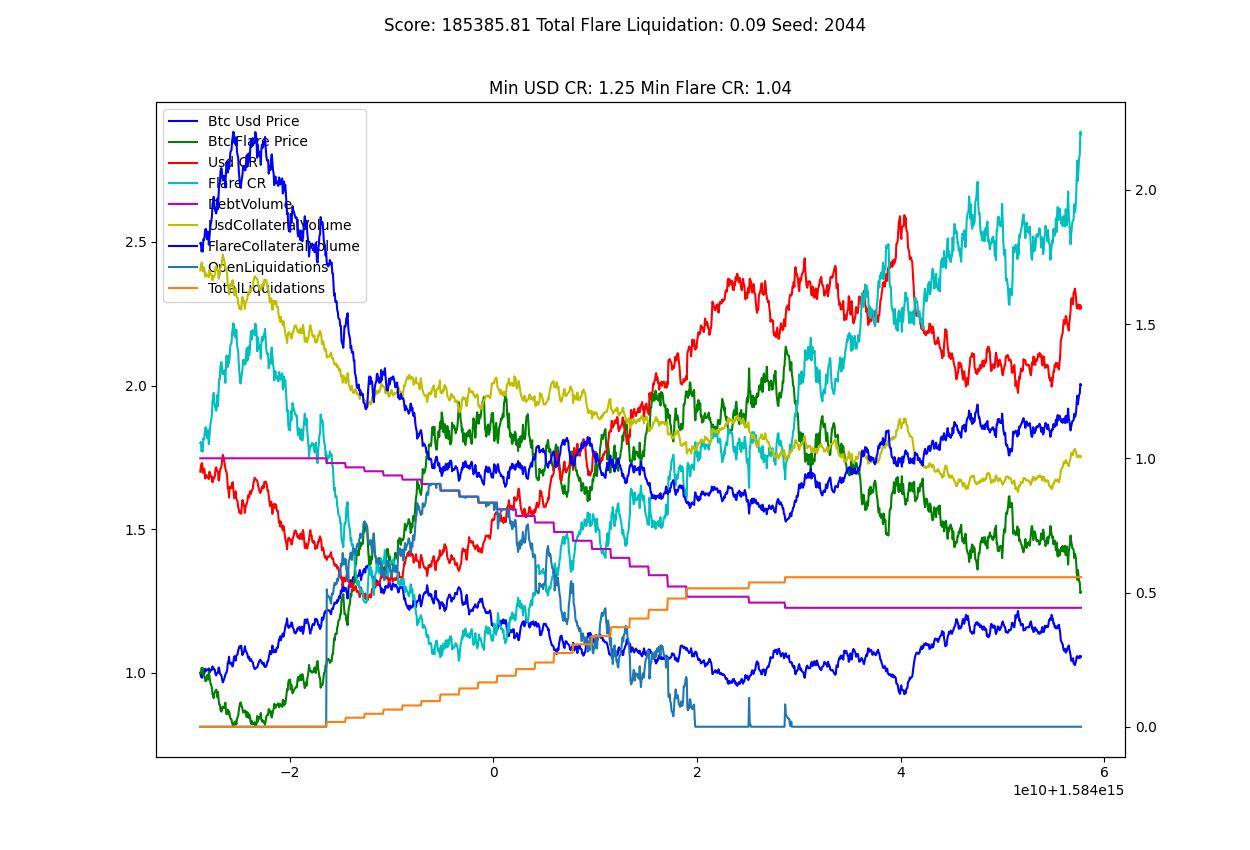 Score: 185385.81 Total Flare Liquidation: 0.09 Seed: 2044
Min USD CR: 1.25 Min Flare CR: 1.04
Btc Usd Price
Btc Flare Price
Usd CR
Flare CR
DebtVolume
UsdCollateralVolume
FlareCollateralVolume
OpenLiquidations
TotalLiquidations
2.5
2.0
1.5
1.0
2.0
1.5
1.0
0.5
0.0
−2 0 2 4 6
1e10+1.584e15